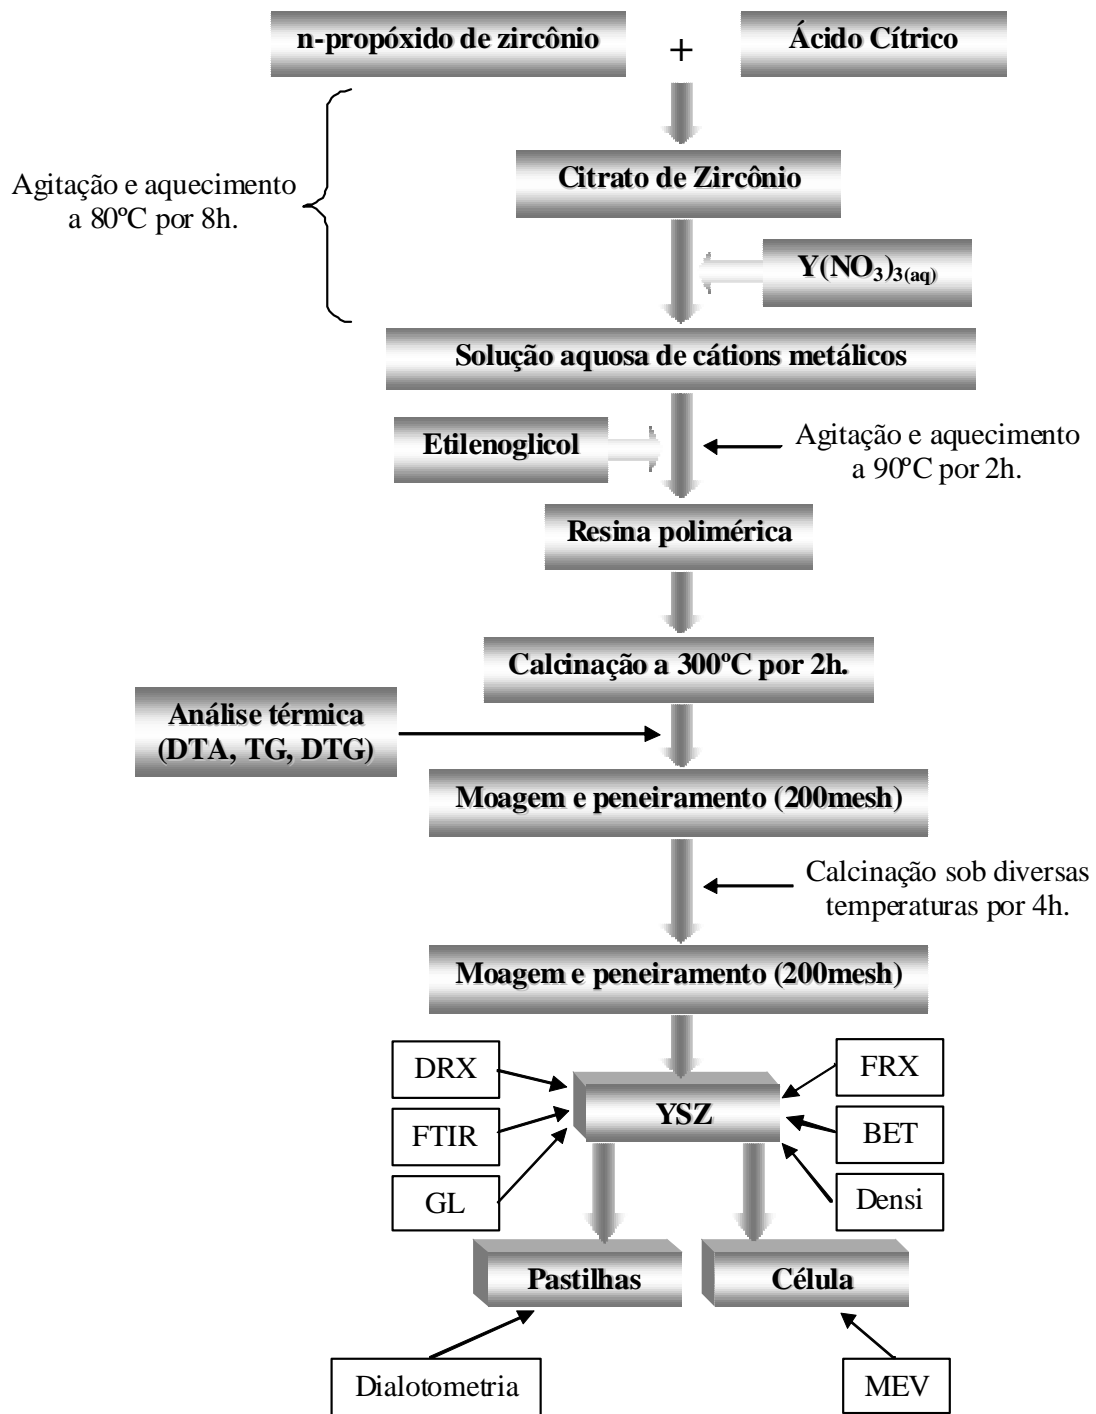 n-propóxido de zircônio
+
Ácido Cítrico
Agitação e aquecimento
a 80ºC por 8h.
Citrato de Zircônio
Y(NO₃)₃(aq)
Solução aquosa de cátions metálicos
Etilenoglicol
Agitação e aquecimento
a 90ºC por 2h.
Resina polimérica
Calcinação a 300ºC por 2h.
Análise térmica
(DTA, TG, DTG)
Moagem e peneiramento (200mesh)
Calcinação sob diversas
temperaturas por 4h.
Moagem e peneiramento (200mesh)
DRX
FRX
YSZ
FTIR
BET
GL
Densi
Pastilhas
Célula
Dialotometria
MEV